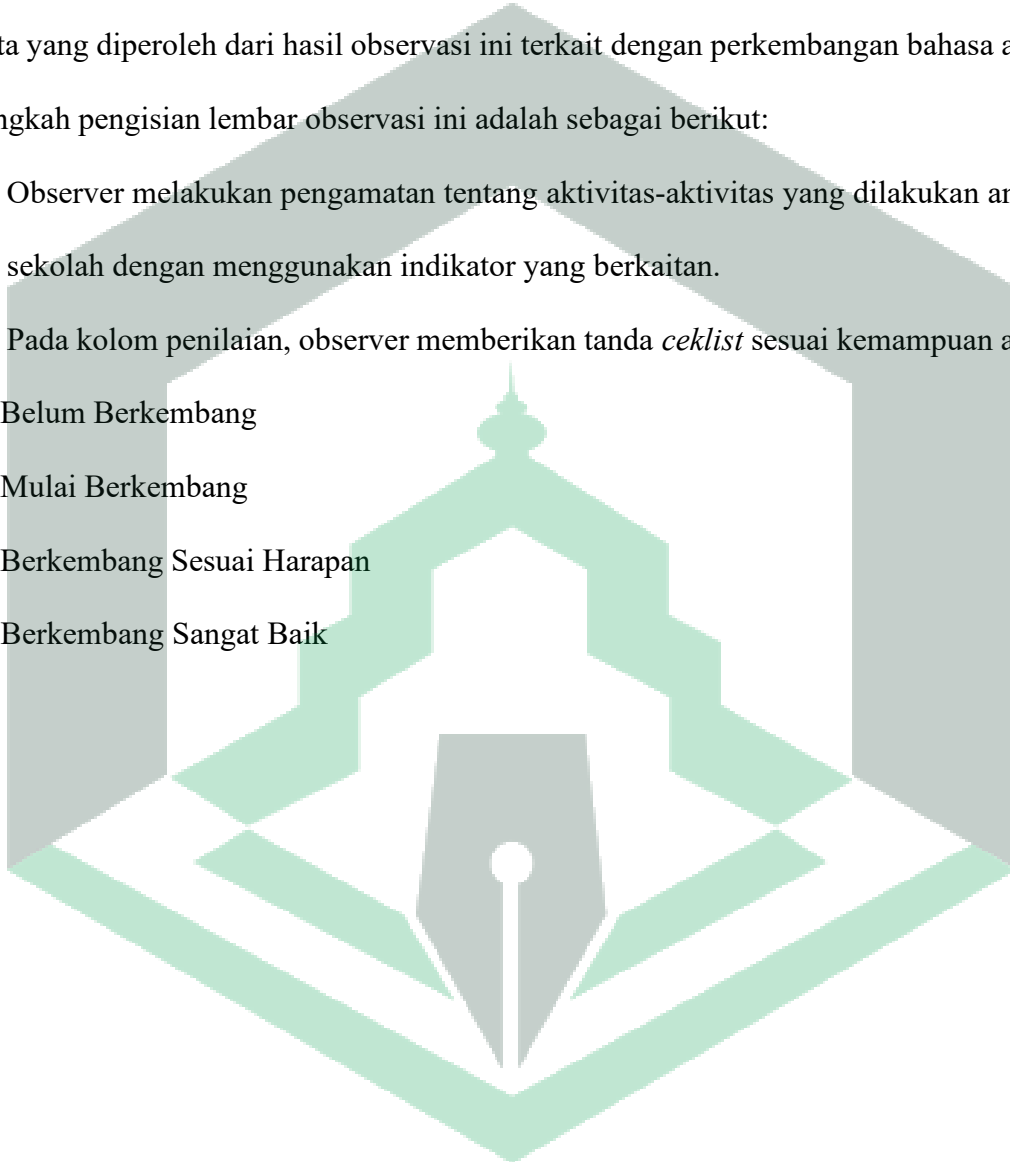 ta yang diperoleh dari hasil observasi ini terkait dengan perkembangan bahasa a
ngkah pengisian lembar observasi ini adalah sebagai berikut:
Observer melakukan pengamatan tentang aktivitas-aktivitas yang dilakukan an
sekolah dengan menggunakan indikator yang berkaitan.
Pada kolom penilaian, observer memberikan tanda ceklist sesuai kemampuan a
Belum Berkembang
Mulai Berkembang
Berkembang Sesuai Harapan
Berkembang Sangat Baik